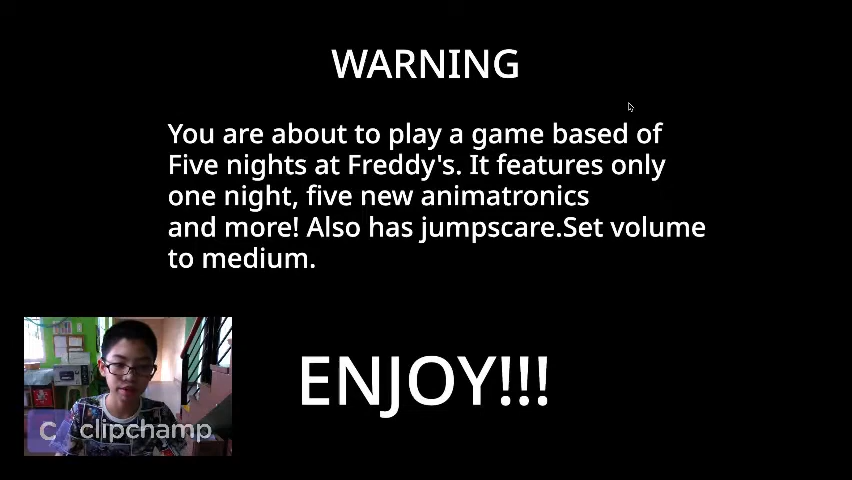 WARNING
You are about to play a game based of
Five nights at Freddy's. It features only
one night, five new animatronics
and more! Also has jumpscare.Set volume
to medium.
ENJOY!!!
C clipchamp